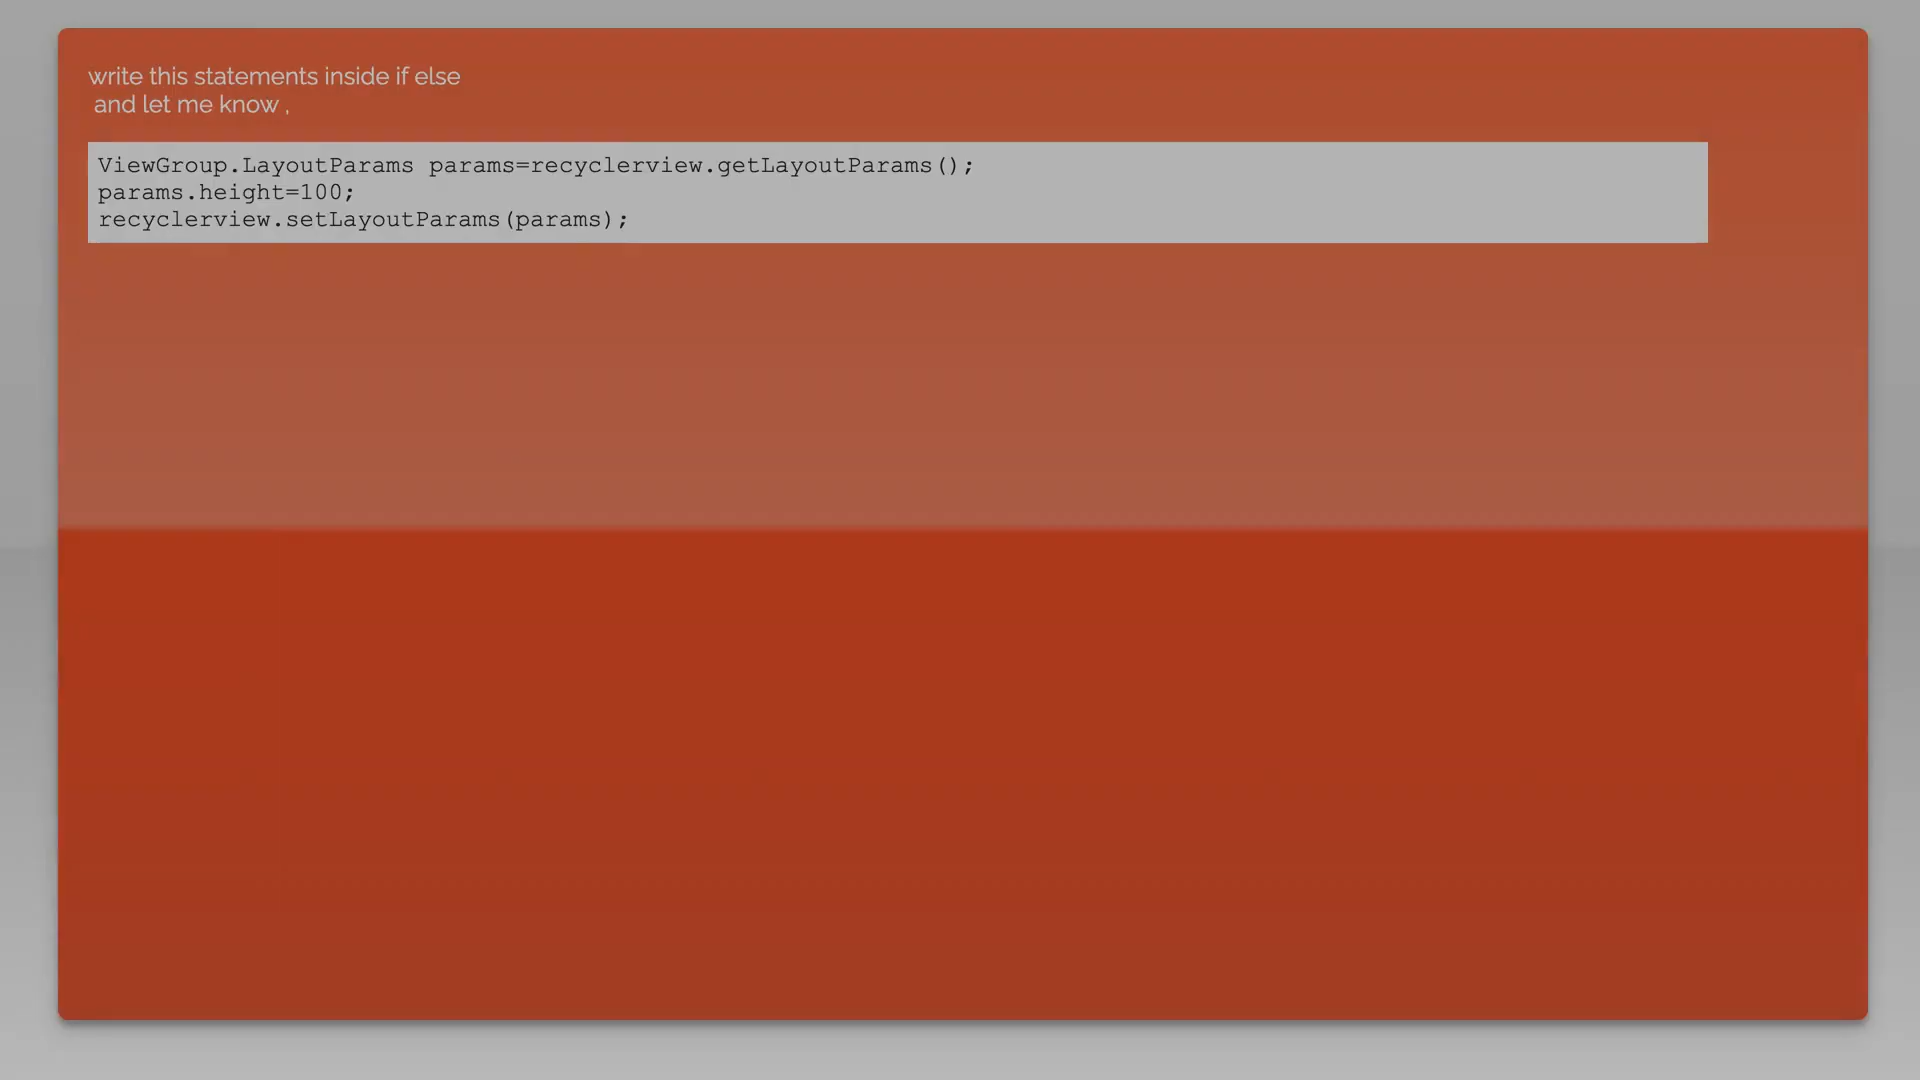 write this statements inside if else
and let me know ,
ViewGroup.LayoutParams params=recyclerview.getLayoutParams();
params.height=100;
recyclerview.setLayoutParams(params);